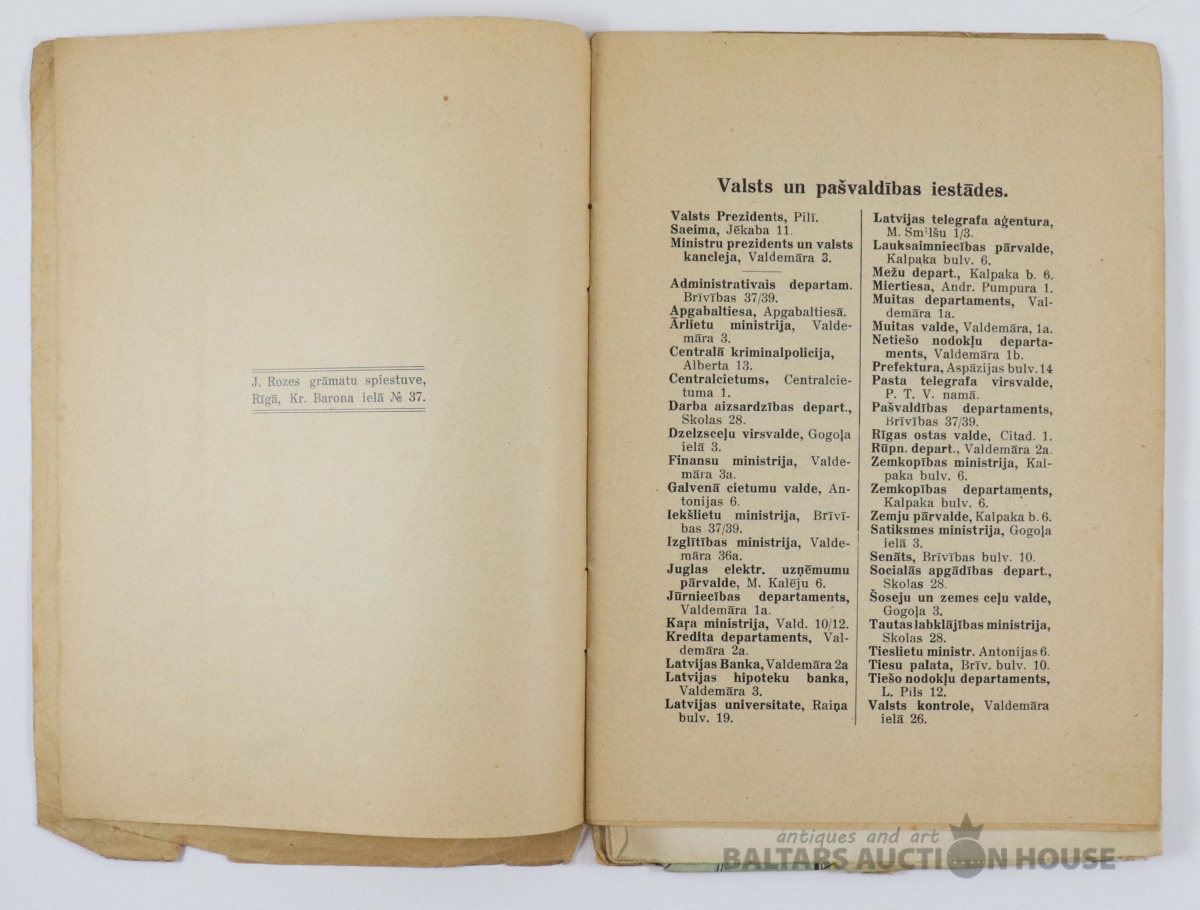 J. Rozes grāmatu spiestuve,
Rīgā, Kr. Barona ielā № 37.
Valsts un pašvaldības iestādes.
Valsts Prezidents, Pilī.
Saeima, Jēkaba 11.
Ministru prezidents un valsts
kancleja, Valdemāra 3.
Administrativais departam.
Brīvības 37/39.
Apgabaltiesa, Apgabaltiesā.
Ārlietu ministrija, Valde-
māra 3.
Centralā kriminalpolicija,
Alberta 13.
Centralcietums, Centralcie-
tuma 1.
Darba aizsardzības depart.,
Skolas 28.
Dzelzsceļu virsvalde, Gogoļa
ielā 3.
Finansu ministrija, Valde-
māra 3a.
Galvenā cietumu valde, An-
tonijas 6.
Iekšlietu ministrija, Brīvī-
bas 37/39.
Izglītības ministrija, Valde-
māra 36a.
Juglas elektr. uzņēmumu
pārvalde, M. Kalēju 6.
Jūrniecības departaments,
Valdemāra 1a.
Kaŗa ministrija, Vald. 10/12.
Kredita departaments, Val-
demāra 2a.
Latvijas Banka, Valdemāra 2a
Latvijas hipoteku banka,
Valdemāra 3.
Latvijas universitate, Raiņa
bulv. 19.
Latvijas telegrafa aģentura,
M. Smilšu 1/3.
Lauksaimniecības pārvalde,
Kalpaka bulv. 6.
Mežu depart., Kalpaka b. 6.
Miertiesa, Andr. Pumpura 1.
Muitas departaments, Val-
demāra 1a.
Muitas valde, Valdemāra, 1a.
Netiešo nodokļu departa-
ments, Valdemāra 1b.
Prefektura, Aspāzijas bulv. 14
Pasta telegrafa virsvalde,
P. T. V. namā.
Pašvaldības departaments,
Brīvības 37/39.
Rīgas ostas valde, Citad. 1.
Rūpn. depart., Valdemāra 2a.
Zemkopības ministrija, Kal-
paka bulv. 6.
Zemkopības departaments,
Kalpaka bulv. 6.
Zemju pārvalde, Kalpaka b. 6.
Satiksmes ministrija, Gogoļa
ielā 3.
Senāts, Brīvības bulv. 10.
Socialās apgādības depart.,
Skolas 28.
Šoseju un zemes ceļu valde,
Gogoļa 3.
Tautas labklājības ministrija,
Skolas 28.
Tieslietu ministr. Antonijas 6.
Tiesu palata, Brīv. bulv. 10.
Tiešo nodokļu departaments,
L. Pils 12.
Valsts kontrole, Valdemāra
ielā 26.
antiques and art
BALTARS AUCTION HOUSE